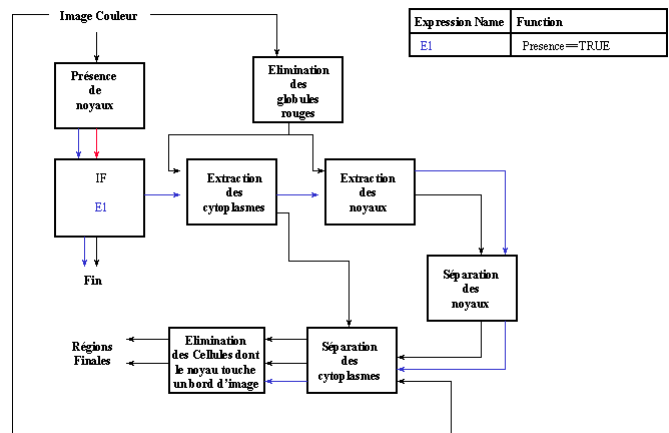 Image Couleur
Expression Name Function
E1 Presence==TRUE
Présence
de
noyaux
Elimination
des
globules
rouges
IF
E1
Extraction
des
cytoplasmes
Extraction
des
noyaux
Fin
Séparation
des
noyaux
Régions
Finales
Elimination
des Cellules dont
le noyau touche
un bord d'image
Séparation
des
cytoplasmes